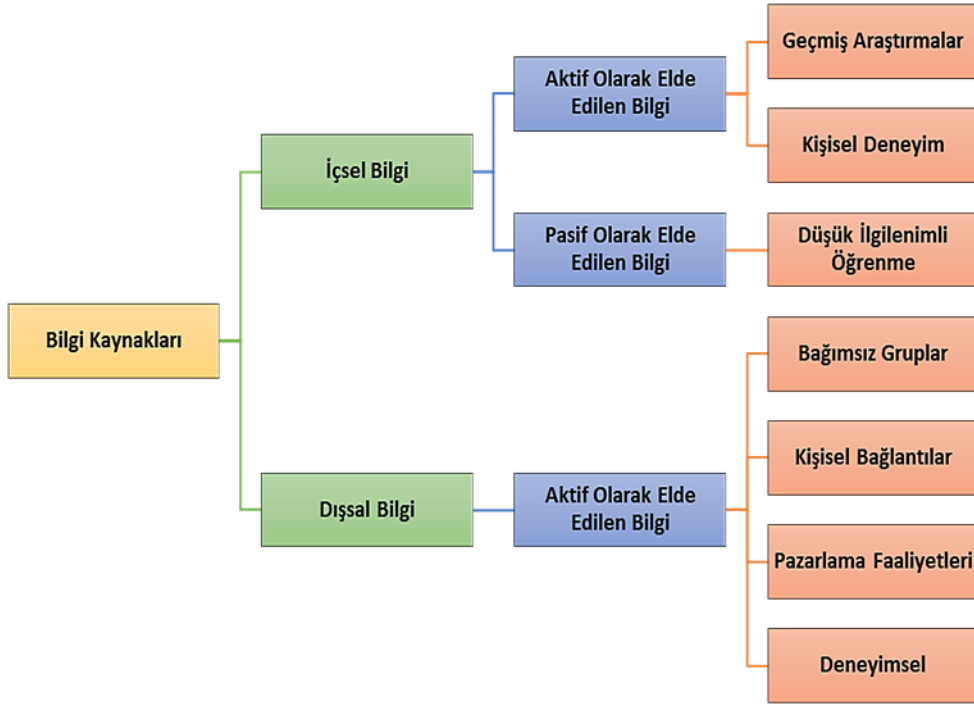 Bilgi Kaynakları
İçsel Bilgi
Aktif Olarak Elde
Edilen Bilgi
Geçmiş Araştırmalar
Kişisel Deneyim
Pasif Olarak Elde
Edilen Bilgi
Düşük İlgilenimli
Öğrenme
Dışsal Bilgi
Aktif Olarak Elde
Edilen Bilgi
Bağımsız Gruplar
Kişisel Bağlantılar
Pazarlama Faaliyetleri
Deneyimsel